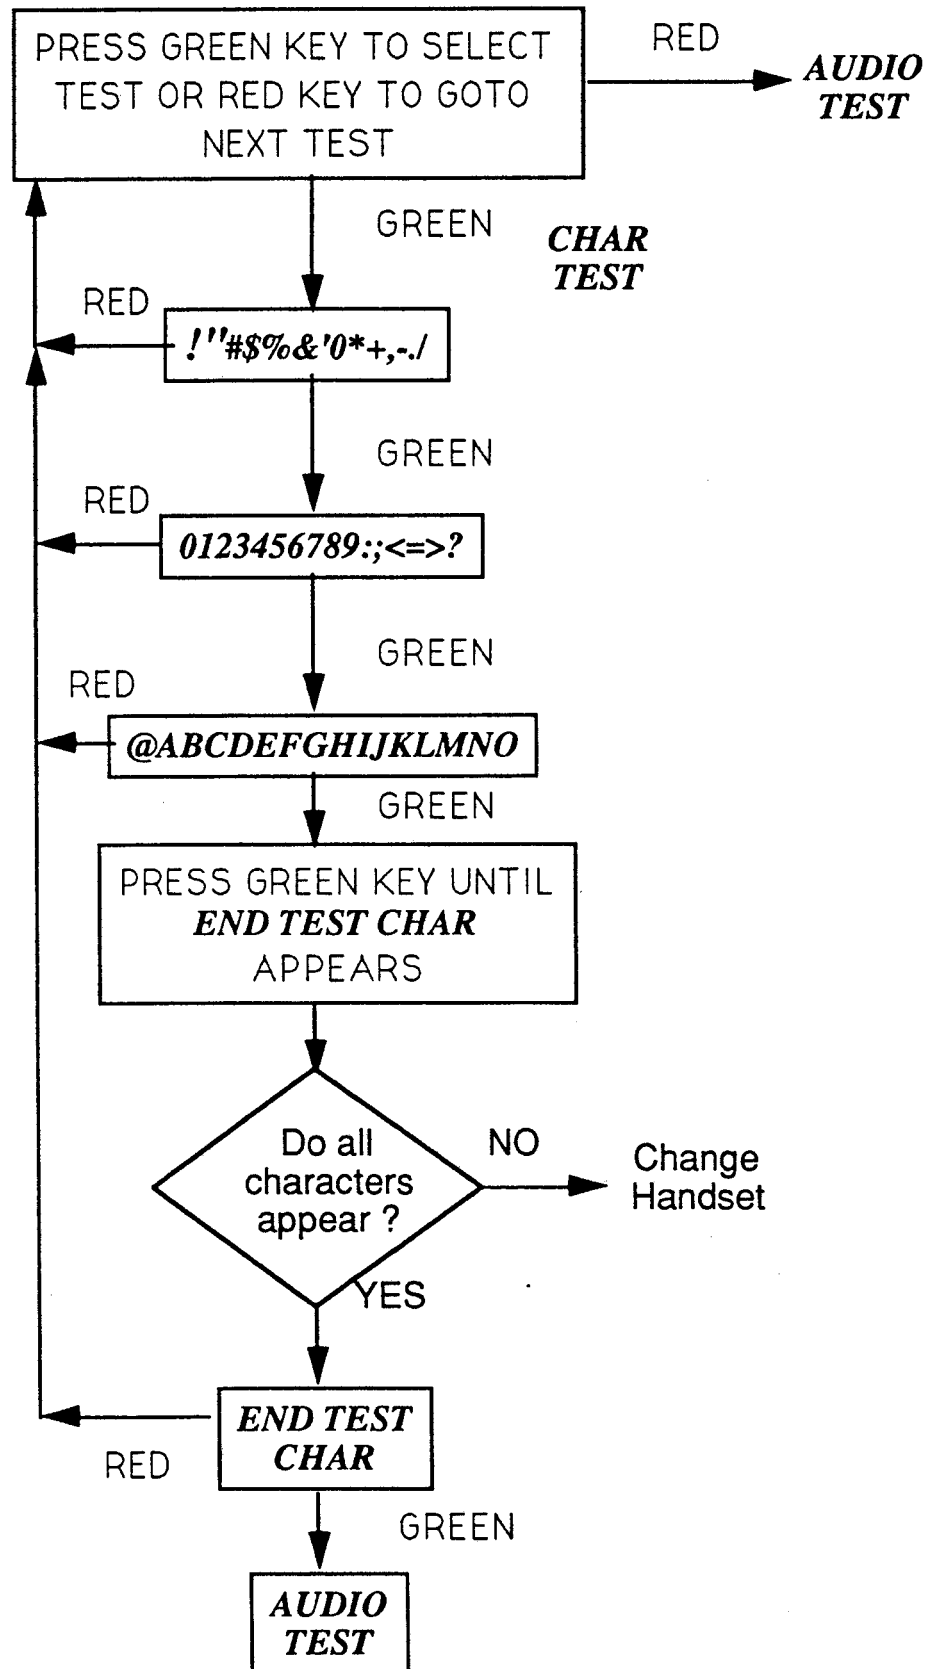 PRESS GREEN KEY TO SELECT
TEST OR RED KEY TO GOTO
NEXT TEST
RED
AUDIO
TEST
GREEN
CHAR
TEST
RED
!"#$%&'0*+,-./
GREEN
RED
0123456789:;<=>?
GREEN
RED
@ABCDEFGHIJKLMNO
GREEN
PRESS GREEN KEY UNTIL
END TEST CHAR
APPEARS
Do all
characters
appear ?
NO
Change
Handset
YES
END TEST
CHAR
RED
GREEN
AUDIO
TEST